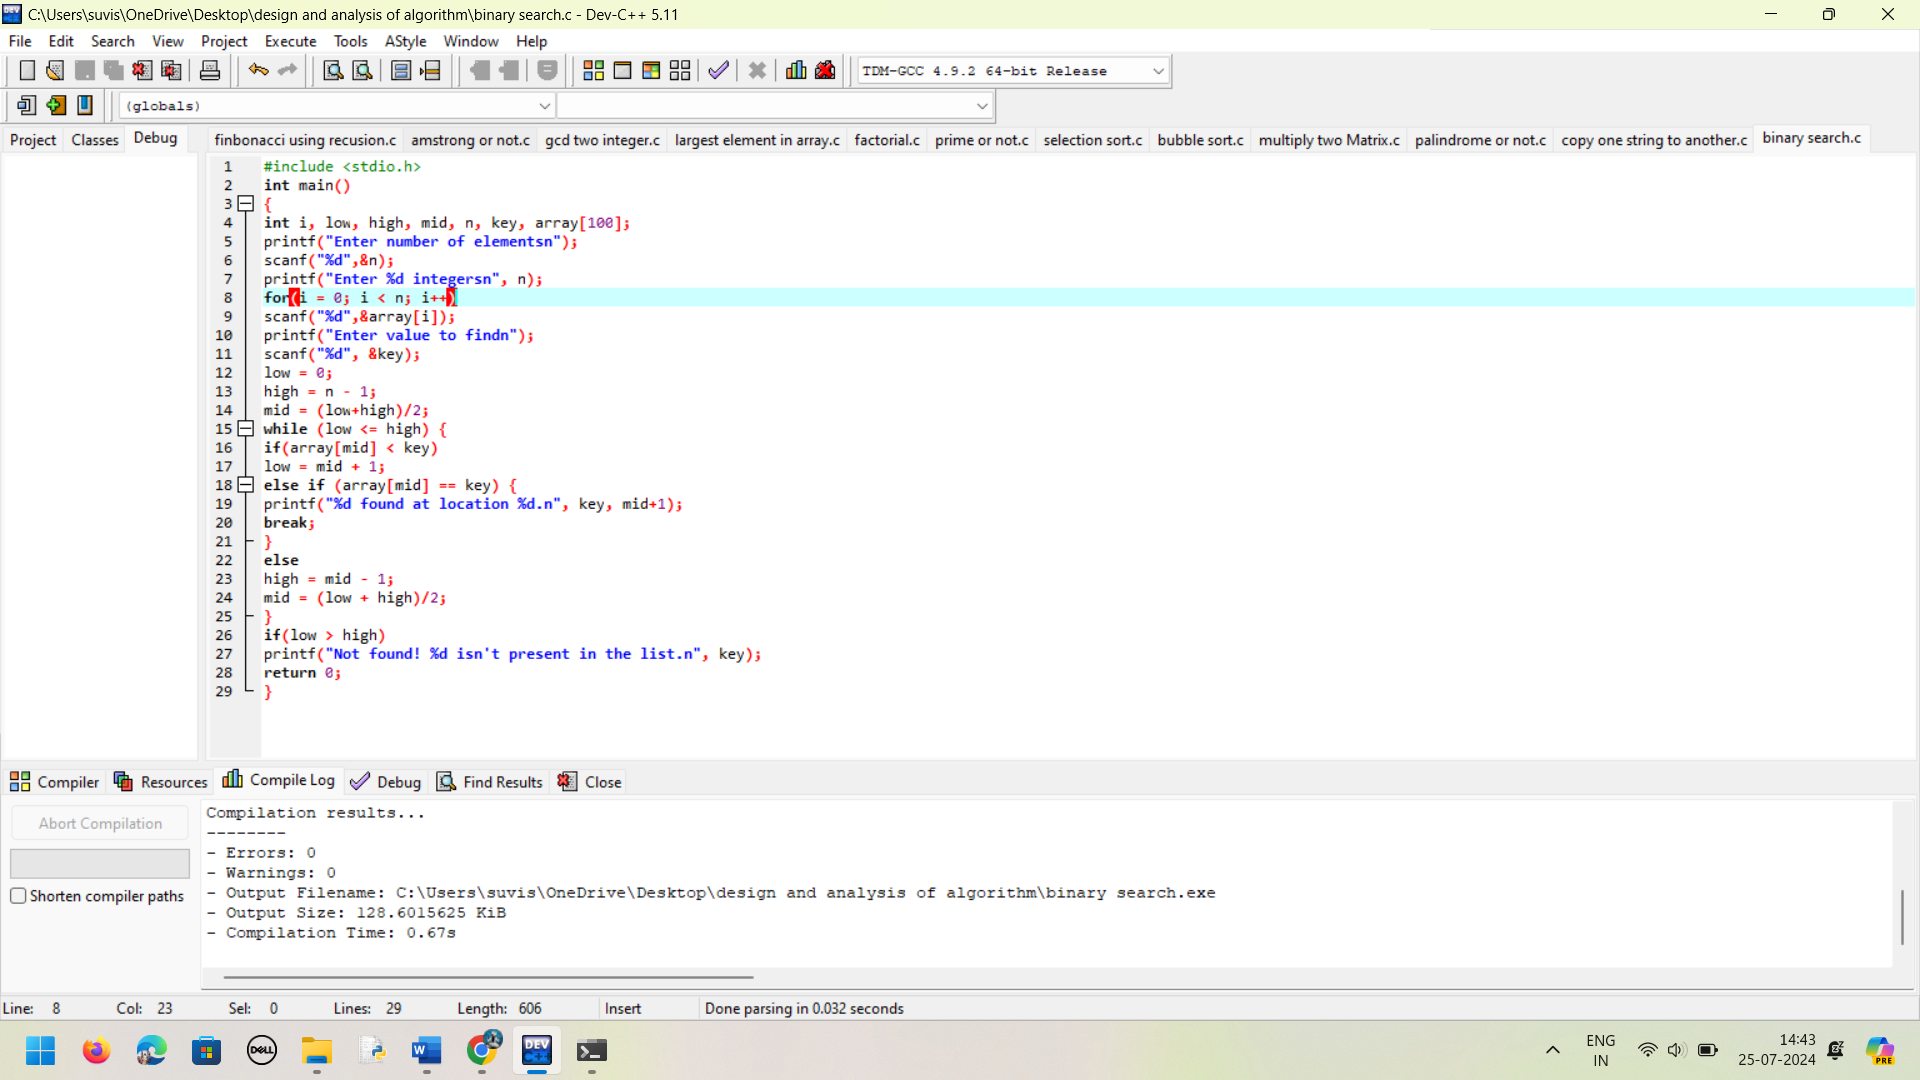 C:\Users\suvis\OneDrive\Desktop\design and analysis of algorithm\binary search.c - Dev-C++ 5.11
File Edit Search View Project Execute Tools AStyle Window Help
TDM-GCC 4.9.2 64-bit Release
(globals)
Project Classes Debug
finbonacci using recusion.c amstrong or not.c gcd two integer.c largest element in array.c factorial.c prime or not.c selection sort.c bubble sort.c multiply two Matrix.c palindrome or not.c copy one string to another.c binary search.c
1 #include <stdio.h>
2 int main()
3 {
4 int i, low, high, mid, n, key, array[100];
5 printf("Enter number of elementsn");
6 scanf("%d",&n);
7 printf("Enter %d integersn", n);
8 for(i = 0; i < n; i++)
9 scanf("%d",&array[i]);
10 printf("Enter value to findn");
11 scanf("%d", &key);
12 low = 0;
13 high = n - 1;
14 mid = (low+high)/2;
15 while (low <= high) {
16 if(array[mid] < key)
17 low = mid + 1;
18 else if (array[mid] == key) {
19 printf("%d found at location %d.n", key, mid+1);
20 break;
21 }
22 else
23 high = mid - 1;
24 mid = (low + high)/2;
25 }
26 if(low > high)
27 printf("Not found! %d isn't present in the list.n", key);
28 return 0;
29 }
Compiler Resources Compile Log Debug Find Results Close
Abort Compilation
Shorten compiler paths
Compilation results...
--------
- Errors: 0
- Warnings: 0
- Output Filename: C:\Users\suvis\OneDrive\Desktop\design and analysis of algorithm\binary search.exe
- Output Size: 128.6015625 KiB
- Compilation Time: 0.67s
Line: 8 Col: 23 Sel: 0 Lines: 29 Length: 606 Insert Done parsing in 0.032 seconds
DELL
W
DEV C++
ENG
IN
14:43
25-07-2024
PRE